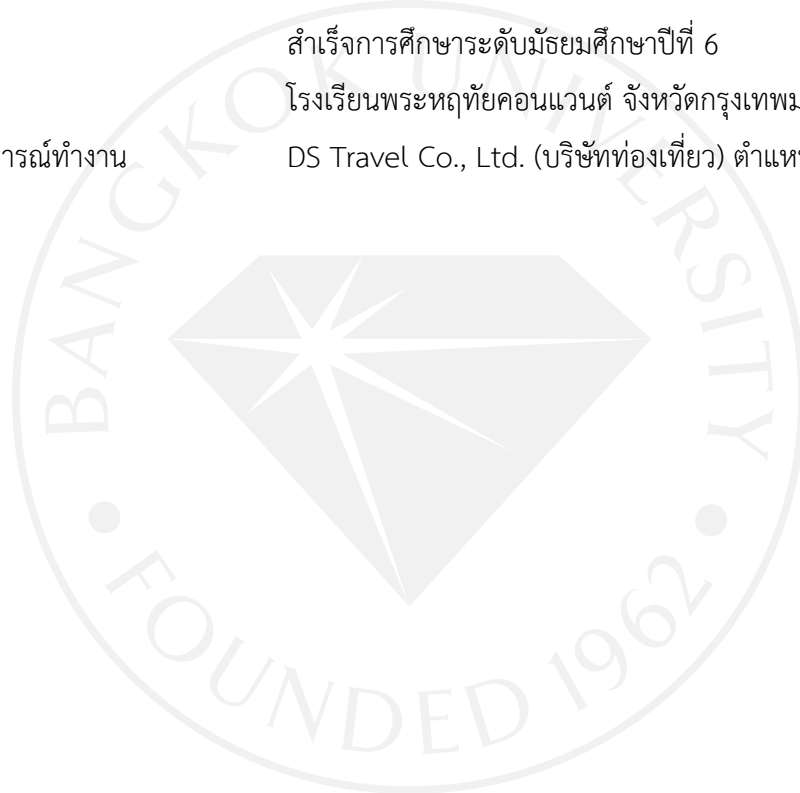 สำเร็จการศึกษาระดับมัธยมศึกษาปีที่ 6
โรงเรียนพระหฤทัยคอนแวนต์ จังหวัดกรุงเทพม
ารณ์ทำงาน DS Travel Co., Ltd. (บริษัทท่องเที่ยว) ตำแห
BANGKOK UNIVERSITY
FOUNDED 1962